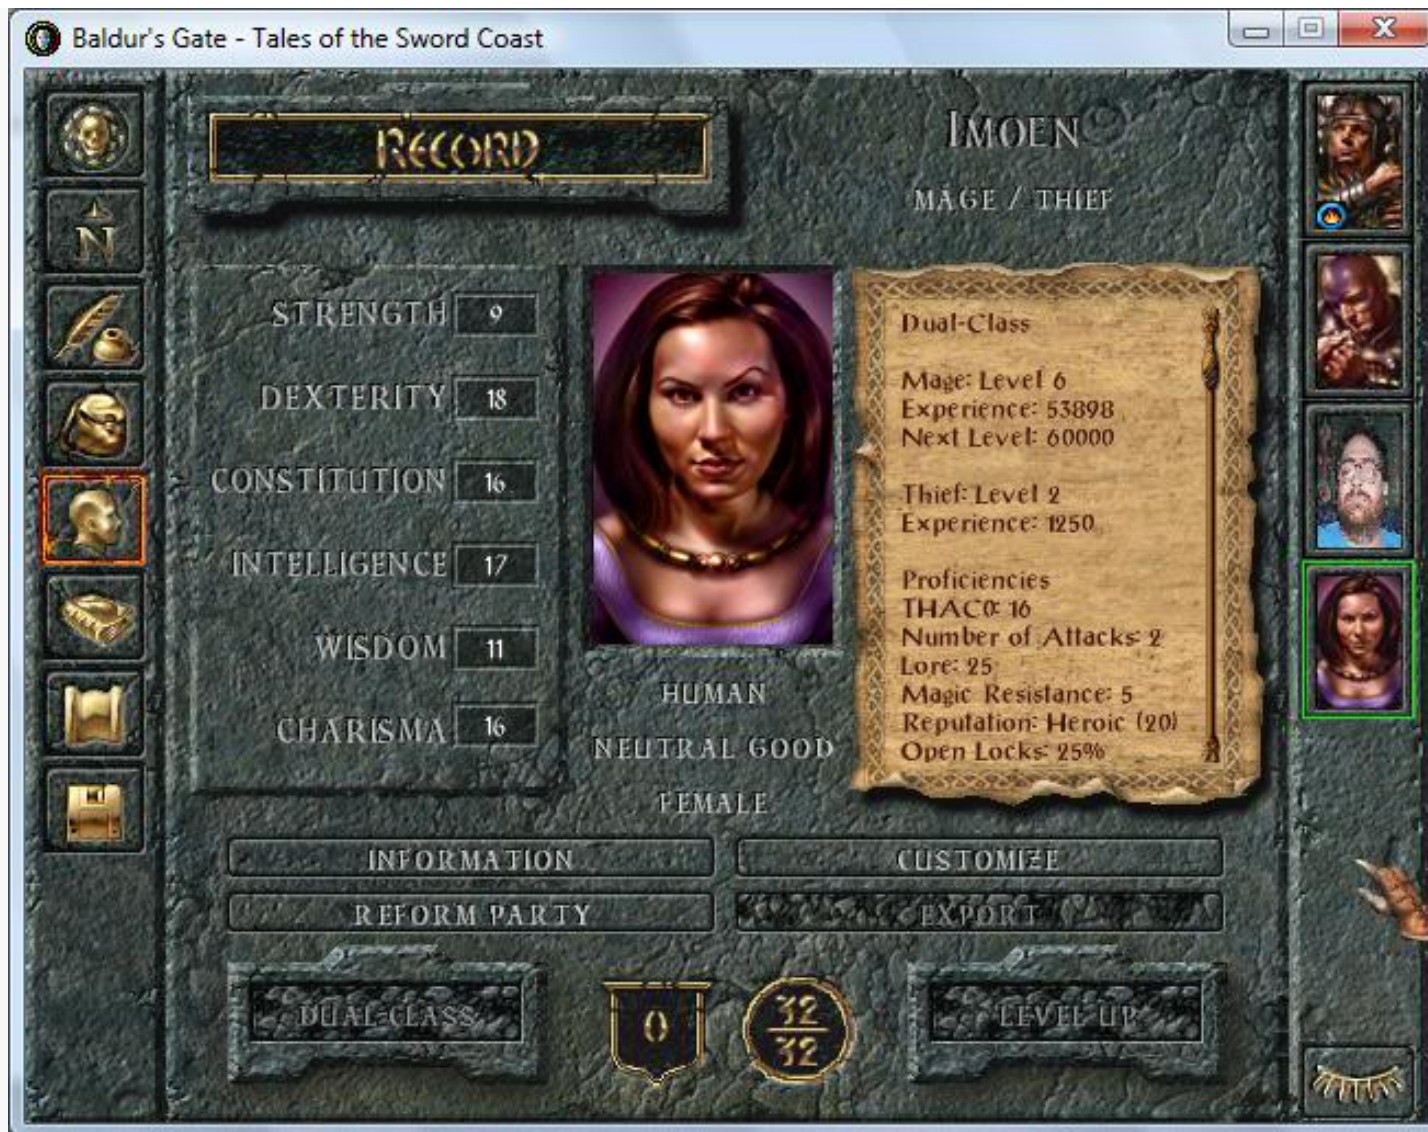 Baldur's Gate - Tales of the Sword Coast
RECORD
IMOEN
MAGE / THIEF
N
STRENGTH 9
DEXTERITY 18
CONSTITUTION 16
INTELLIGENCE 17
WISDOM 11
CHARISMA 16
HUMAN
NEUTRAL GOOD
FEMALE
Dual-Class
Mage: Level 6
Experience: 53898
Next Level: 60000
Thief: Level 2
Experience: 1250
Proficiencies
THAC0: 16
Number of Attacks: 2
Lore: 25
Magic Resistance: 5
Reputation: Heroic (20)
Open Locks: 25%
INFORMATION
CUSTOMIZE
REFORM PARTY
EXPORT
DUAL-CLASS
0
32
32
LEVEL UP